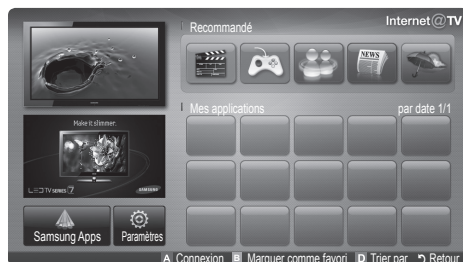 Internet@TV
Recommandé
NEWS
Mes applications
par date 1/1
Make it slimmer.
LED TV SERIES 7
SAMSUNG
Samsung Apps
Paramètres
A Connexion B Marquer comme favori D Trier par Retour